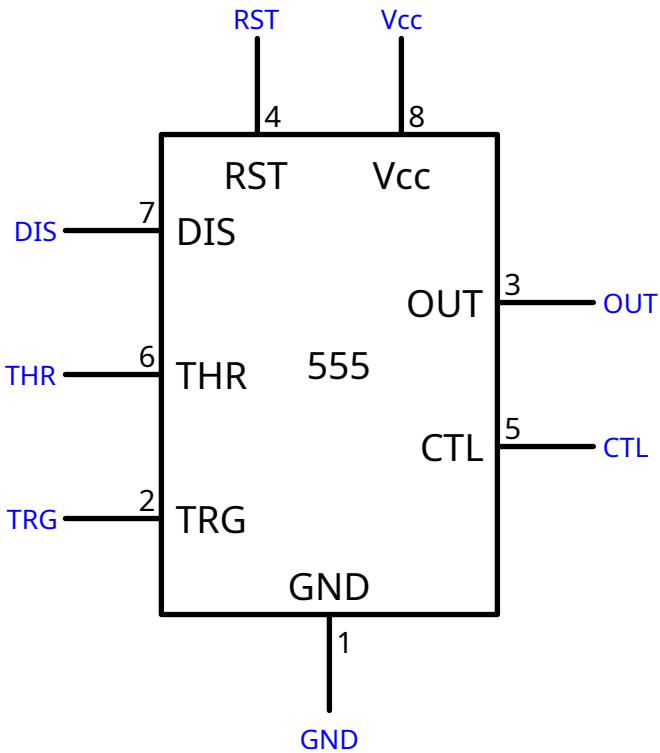 RST Vcc
4 8
RST Vcc
7
DIS DIS
3
OUT OUT
6
THR THR 555
5
CTL CTL
2
TRG TRG
GND
1
GND